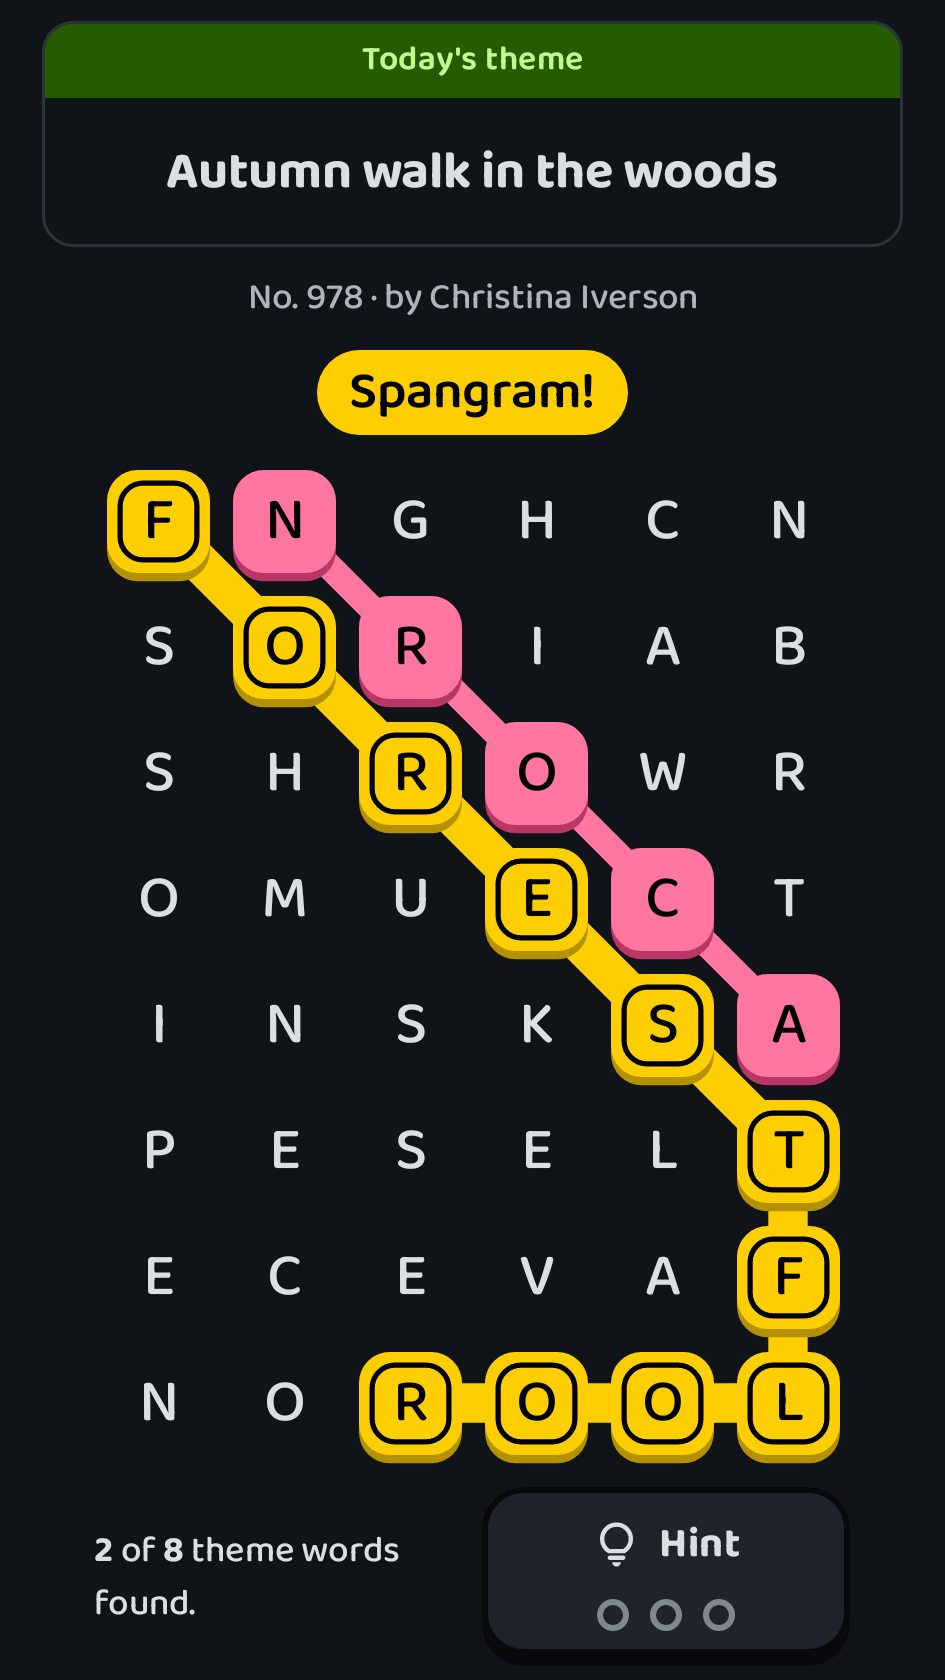 Today's theme
Autumn walk in the woods
No. 978 · by Christina Iverson
Spangram!
F N G H C N
S O R I A B
S H R O W R
O M U E C T
I N S K S A
P E S E L T
E C E V A F
N O R O O L
2 of 8 theme words found.
Hint